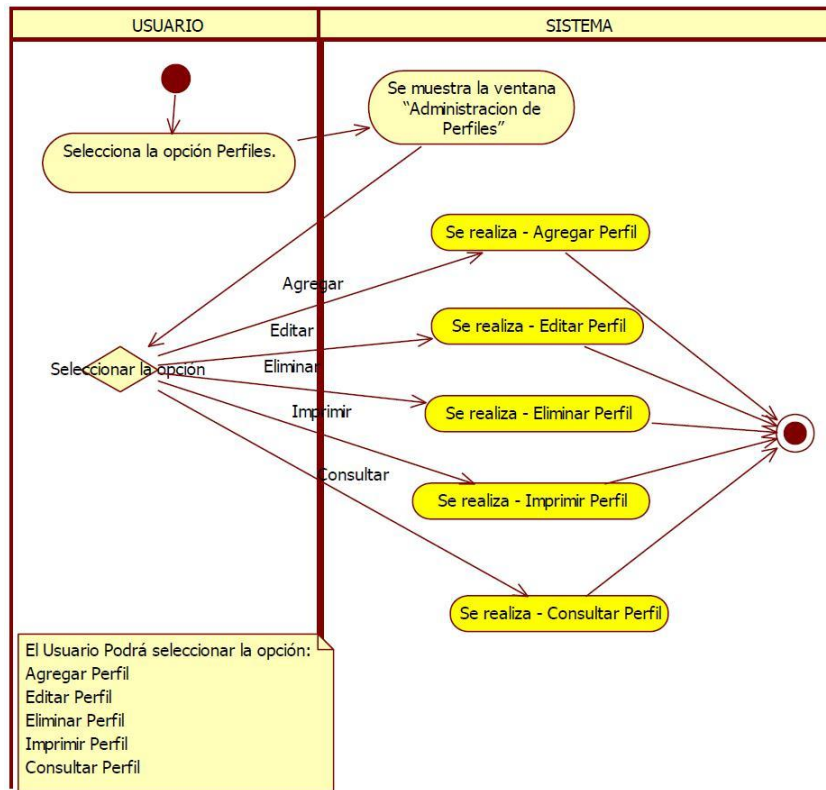 USUARIO
SISTEMA
Se muestra la ventana
“Administracion de
Perfiles”
Selecciona la opción Perfiles.
Se realiza - Agregar Perfil
Agregar
Se realiza - Editar Perfil
Editar
Seleccionar la opción
Eliminar
Se realiza - Eliminar Perfil
Imprimir
Consultar
Se realiza - Imprimir Perfil
Se realiza - Consultar Perfil
El Usuario Podrá seleccionar la opción:
Agregar Perfil
Editar Perfil
Eliminar Perfil
Imprimir Perfil
Consultar Perfil